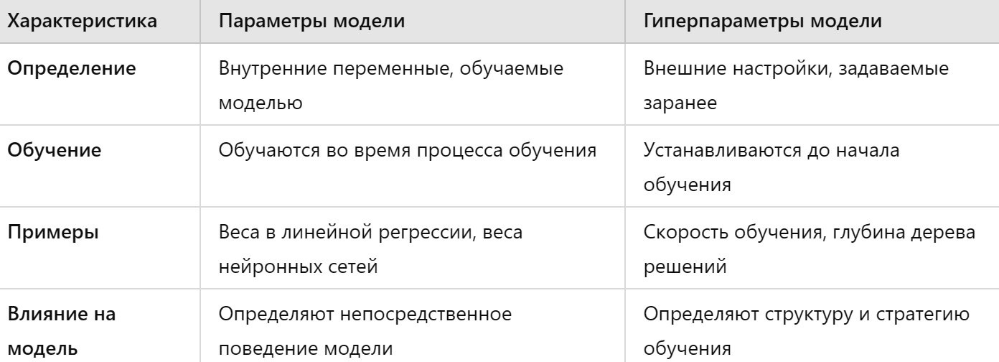 Характеристика
Параметры модели
Гиперпараметры модели
Определение
Внутренние переменные, обучаемые
моделью
Внешние настройки, задаваемые
заранее
Обучение
Обучаются во время процесса обучения
Устанавливаются до начала
обучения
Примеры
Веса в линейной регрессии, веса
нейронных сетей
Скорость обучения, глубина дерева
решений
Влияние на
модель
Определяют непосредственное
поведение модели
Определяют структуру и стратегию
обучения